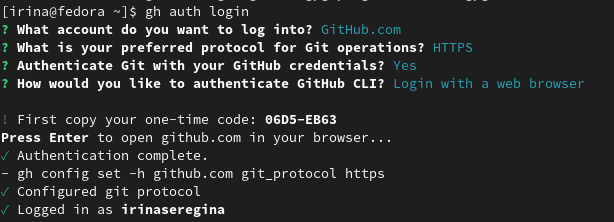 [irina@fedora ~]$ gh auth login
? What account do you want to log into? GitHub.com
? What is your preferred protocol for Git operations? HTTPS
? Authenticate Git with your GitHub credentials? Yes
? How would you like to authenticate GitHub CLI? Login with a web browser
! First copy your one-time code: 06D5-EB63
Press Enter to open github.com in your browser...
✓ Authentication complete.
- gh config set -h github.com git_protocol https
✓ Configured git protocol
✓ Logged in as irinaseregina